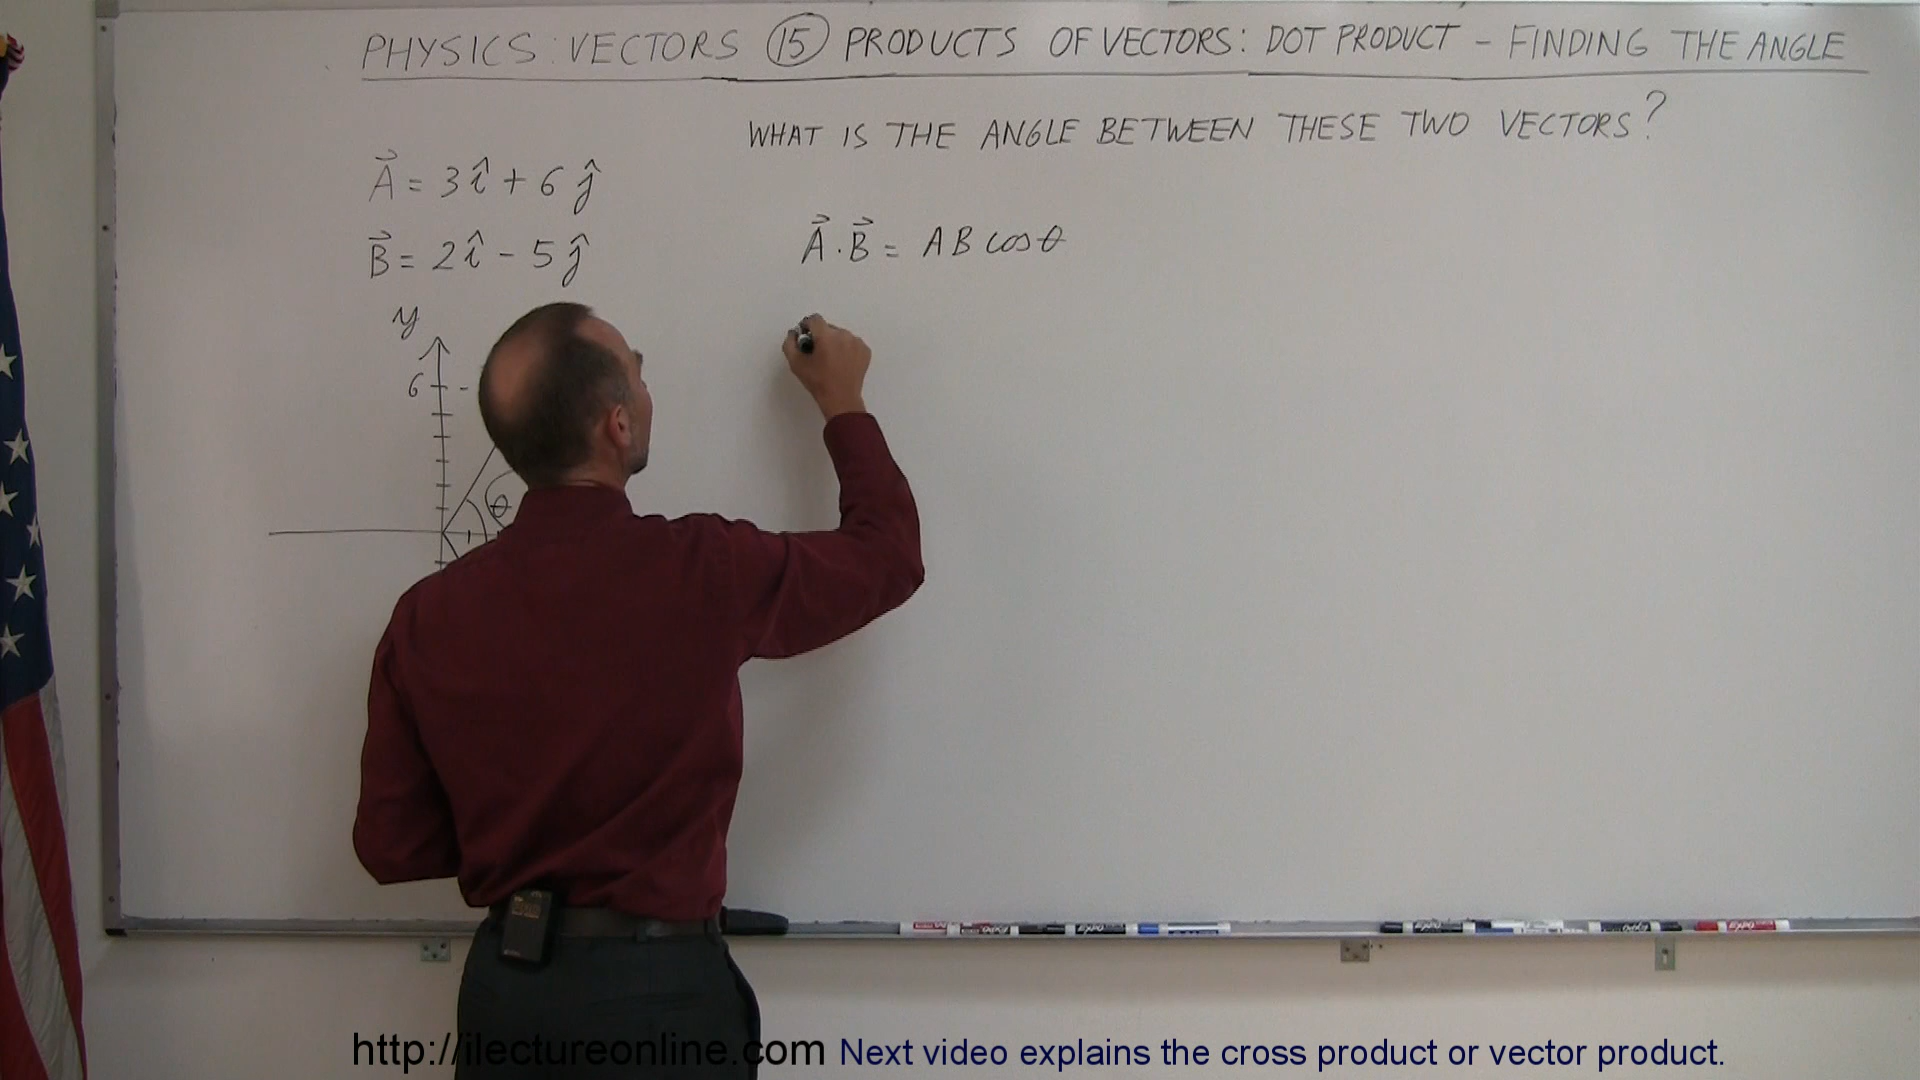 PHYSICS: VECTORS 15 PRODUCTS OF VECTORS: DOT PRODUCT - FINDING THE ANGLE
WHAT IS THE ANGLE BETWEEN THESE TWO VECTORS?
A⃗ = 3î + 6ĵ
B⃗ = 2î - 5ĵ
A⃗·B⃗ = AB cosθ
y
6
θ
http://ilectureonline.com Next video explains the cross product or vector product.